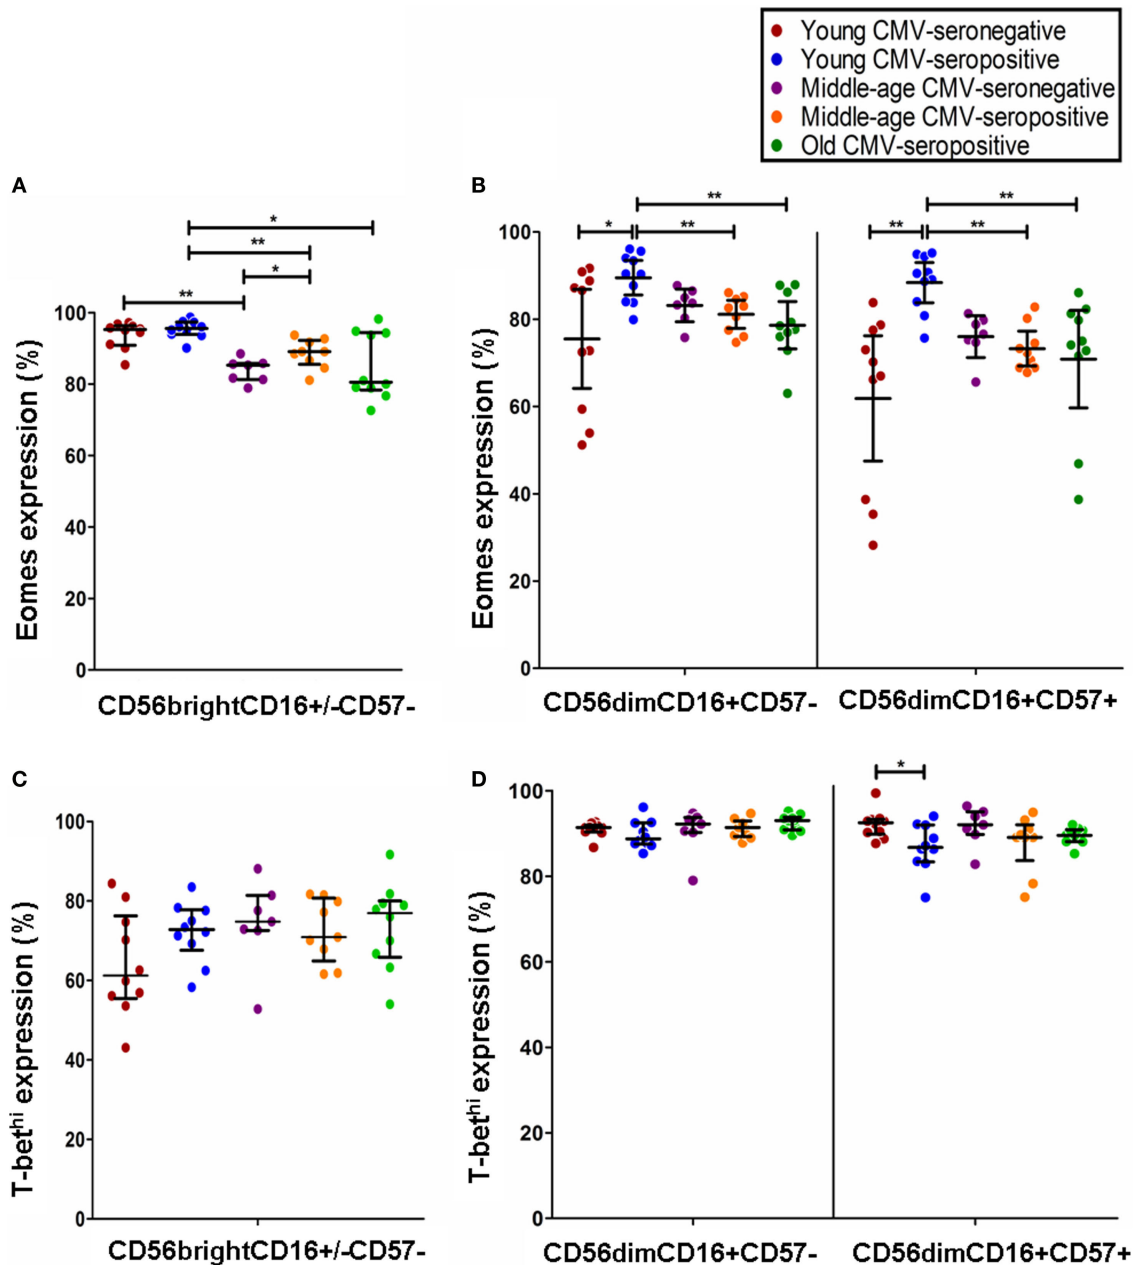 Young CMV-seronegative
Young CMV-seropositive
Middle-age CMV-seronegative
Middle-age CMV-seropositive
Old CMV-seropositive
A
Eomes expression (%)
100
80
60
40
20
0
**
*
**
*
CD56brightCD16+/-CD57-
B
Eomes expression (%)
100
80
60
40
20
0
*
**
**
**
**
**
CD56dimCD16+CD57-
CD56dimCD16+CD57+
C
T-bethi expression (%)
100
80
60
40
20
0
CD56brightCD16+/-CD57-
D
T-bethi expression (%)
100
80
60
40
20
0
*
CD56dimCD16+CD57-
CD56dimCD16+CD57+